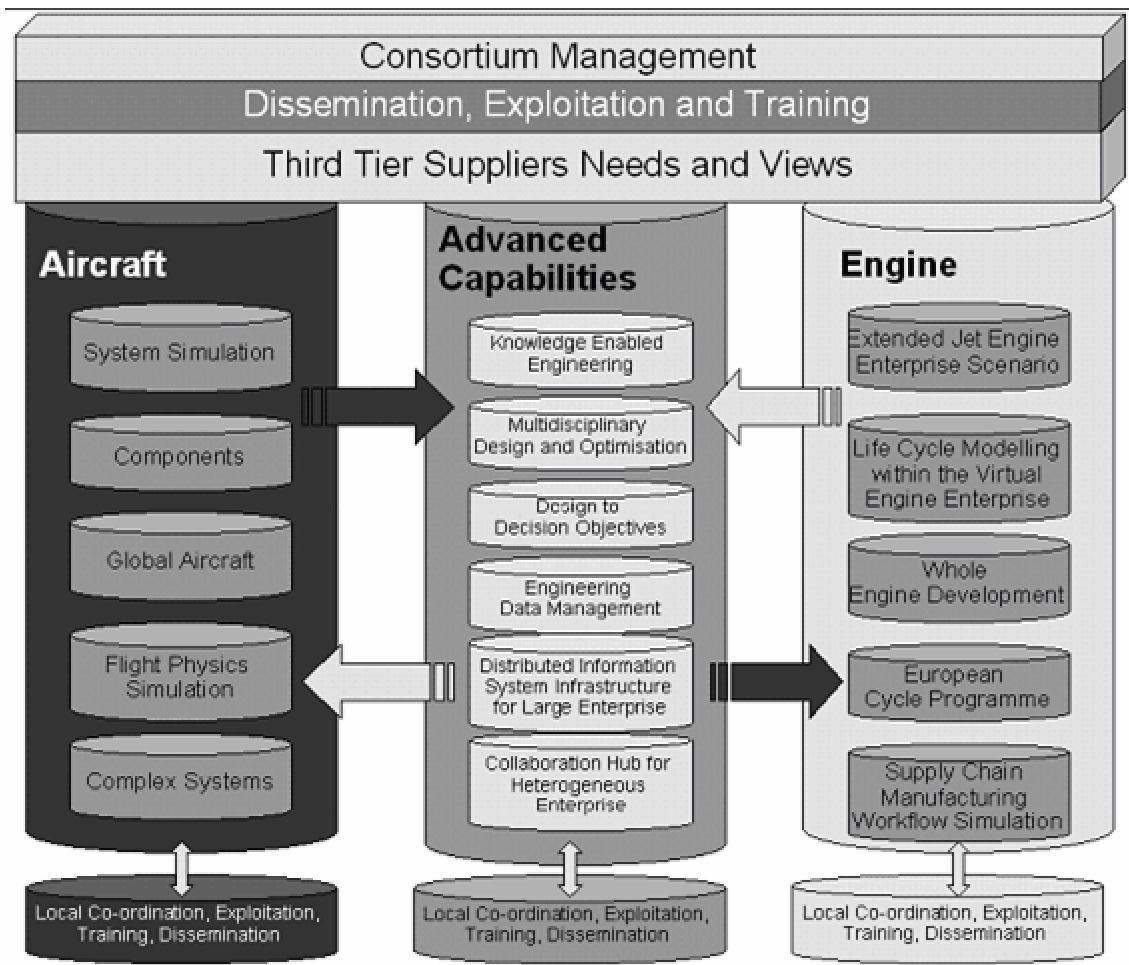 Consortium Management
Dissemination, Exploitation and Training
Third Tier Suppliers Needs and Views
Aircraft
System Simulation
Components
Global Aircraft
Flight Physics
Simulation
Complex Systems
Local Co-ordination, Exploitation,
Training, Dissemination
Advanced
Capabilities
Knowledge Enabled
Engineering
Multidisciplinary
Design and Optimisation
Design to
Decision Objectives
Engineering
Data Management
Distributed Information
System Infrastructure
for Large Enterprise
Collaboration Hub for
Heterogeneous
Enterprise
Local Co-ordination, Exploitation,
Training, Dissemination
Engine
Extended Jet Engine
Enterprise Scenario
Life Cycle Modelling
within the Virtual
Engine Enterprise
Whole
Engine Development
European
Cycle Programme
Supply Chain
Manufacturing
Workflow Simulation
Local Co-ordination, Exploitation,
Training, Dissemination